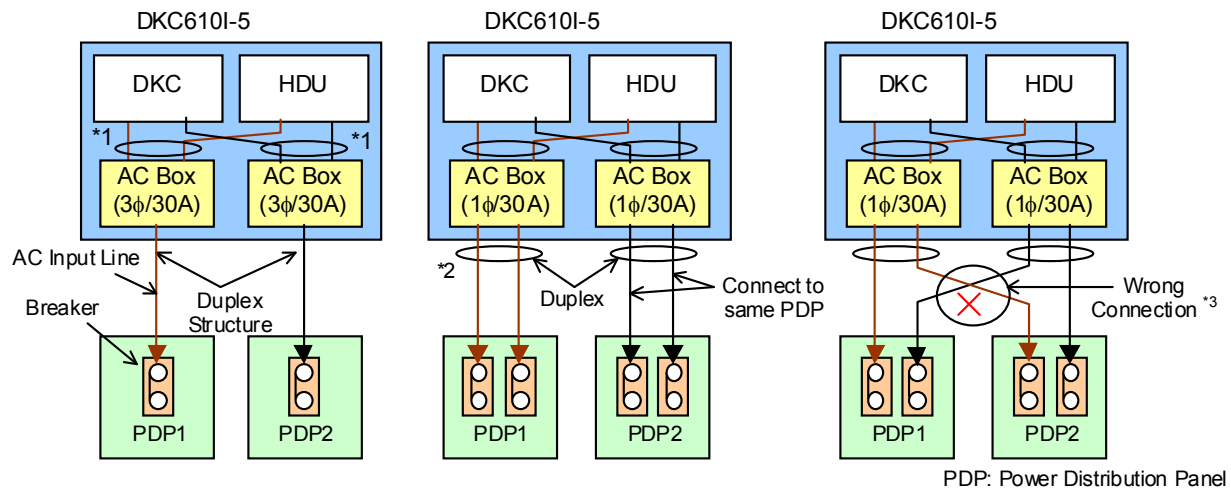 DKC610I-5
DKC610I-5
DKC610I-5
DKC
HDU
DKC
HDU
DKC
HDU
*1
*1
AC Box
(3ϕ/30A)
AC Box
(3ϕ/30A)
AC Box
(1ϕ/30A)
AC Box
(1ϕ/30A)
AC Box
(1ϕ/30A)
AC Box
(1ϕ/30A)
AC Input Line
Breaker
Duplex
Structure
*2
Duplex
Connect to
same PDP
Wrong
Connection *3
PDP1
PDP2
PDP1
PDP2
PDP1
PDP2
PDP: Power Distribution Panel